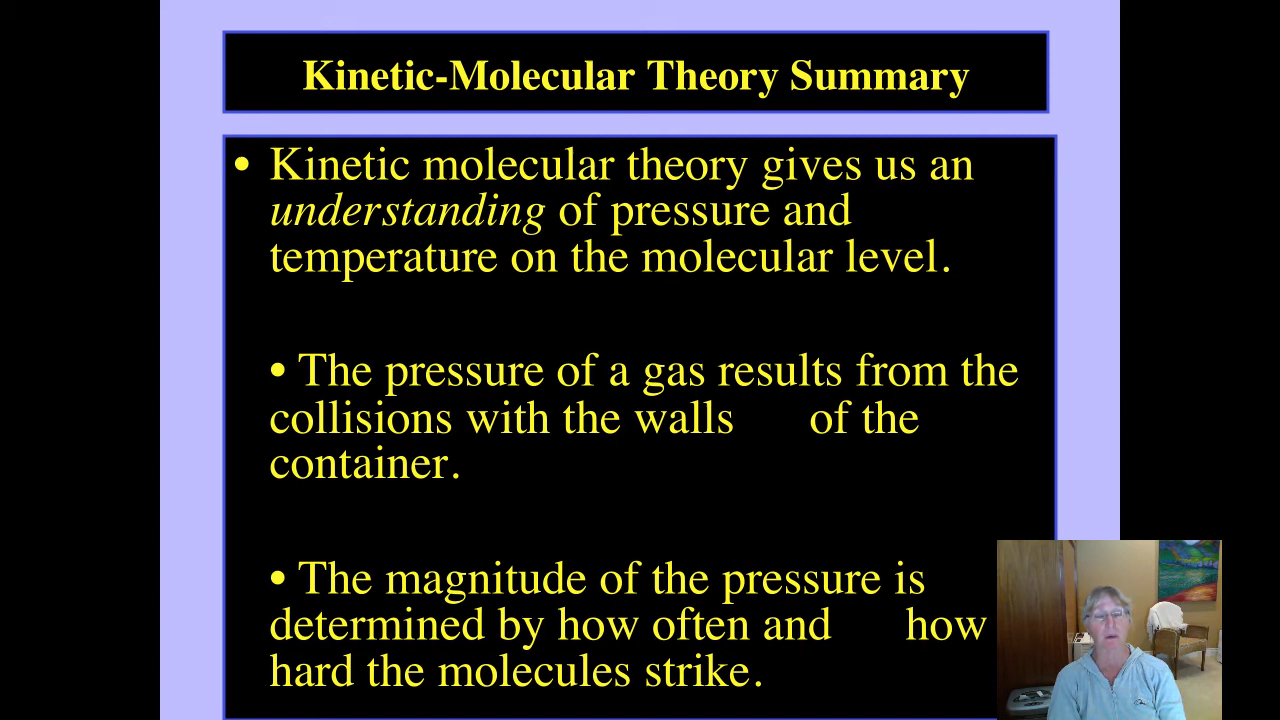 Kinetic-Molecular Theory Summary
• Kinetic molecular theory gives us an
understanding of pressure and
temperature on the molecular level.
• The pressure of a gas results from the
collisions with the walls of the
container.
• The magnitude of the pressure is
determined by how often and how
hard the molecules strike.